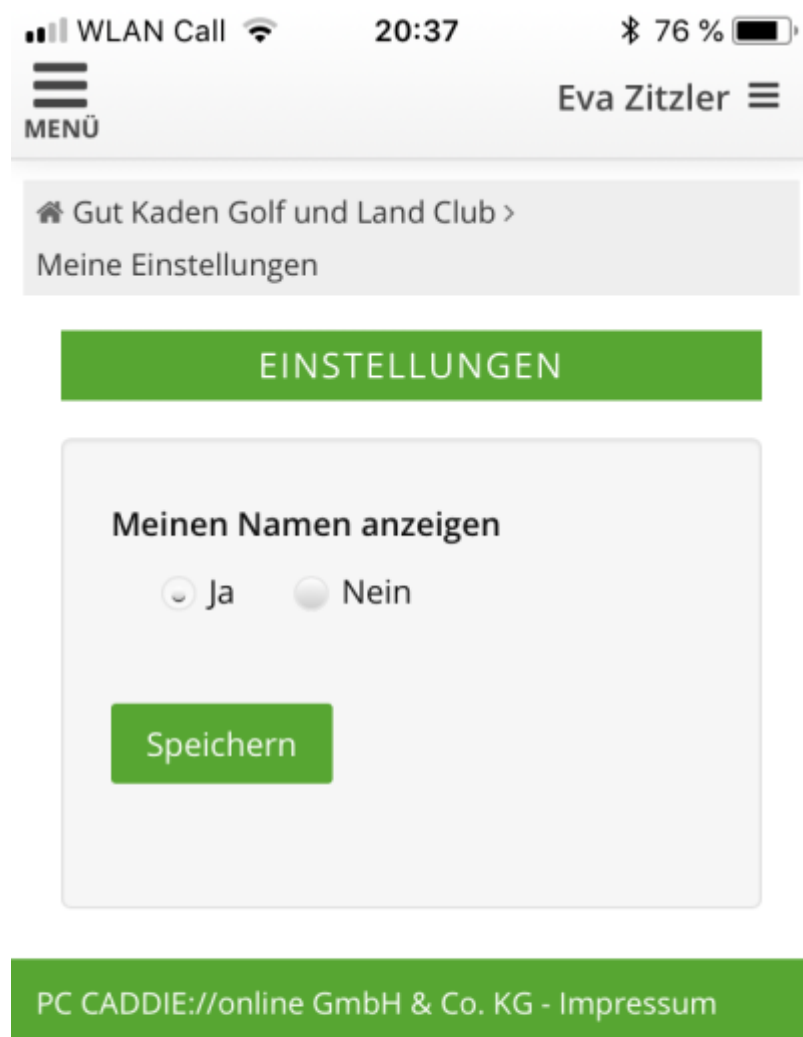 WLAN Call 20:37 76 %
MENÜ
Eva Zitzler
Gut Kaden Golf und Land Club >
Meine Einstellungen
EINSTELLUNGEN
Meinen Namen anzeigen
Ja Nein
Speichern
PC CADDIE://online GmbH & Co. KG - Impressum